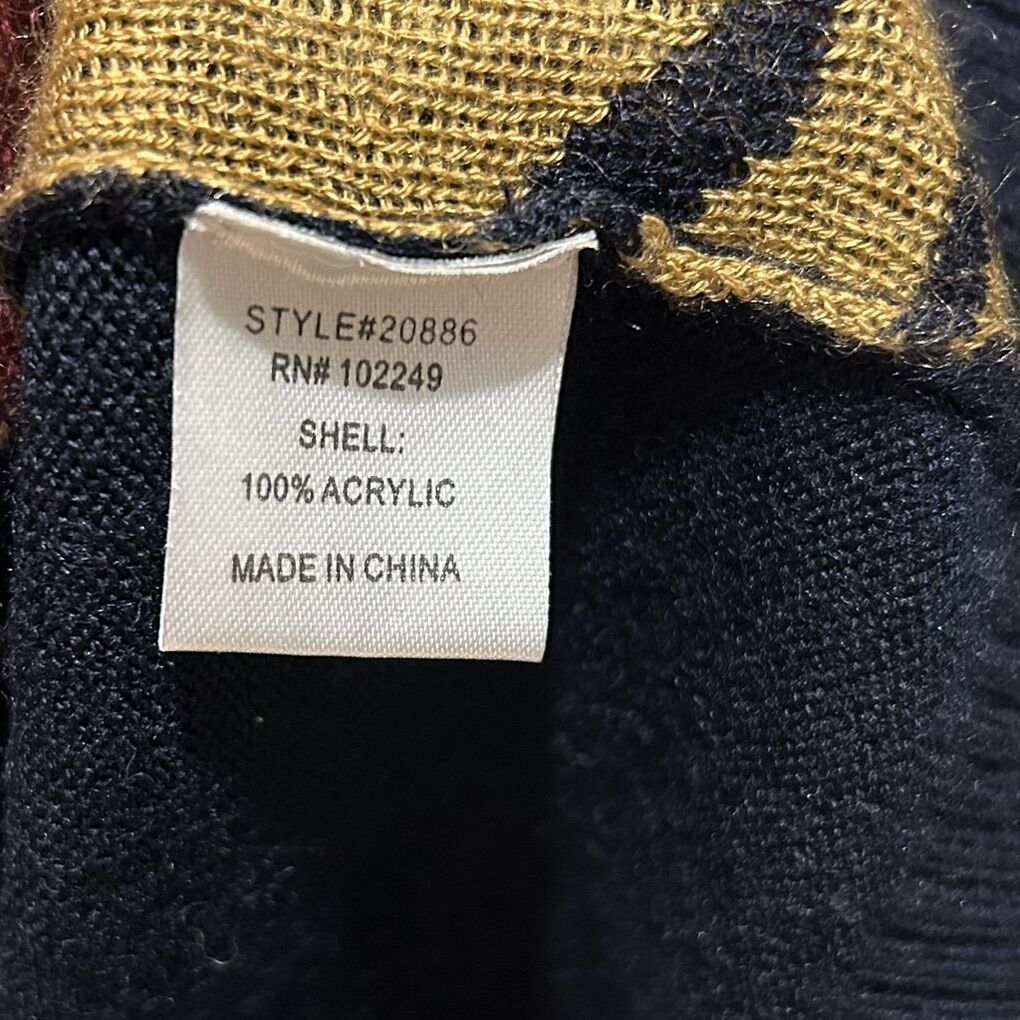 STYLE#20886
RN# 102249
SHELL:
100% ACRYLIC
MADE IN CHINA